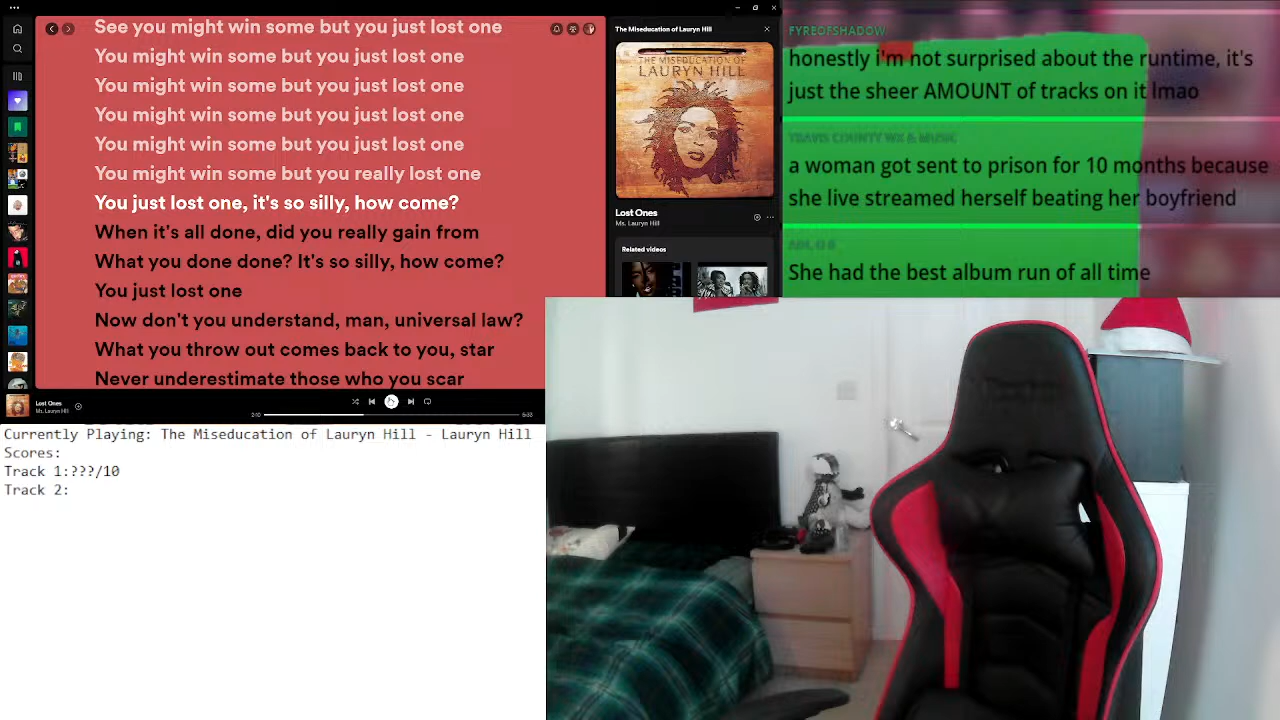 See you might win some but you just lost one
You might win some but you just lost one
You might win some but you just lost one
You might win some but you just lost one
You might win some but you just lost one
You might win some but you really lost one
You just lost one, it's so silly, how come?
When it's all done, did you really gain from
What you done done? It's so silly, how come?
You just lost one
Now don't you understand, man, universal law?
What you throw out comes back to you, star
Never underestimate those who you scar
The Miseducation of Lauryn Hill
THE MISEDUCATION OF
LAURYN HILL
Lost Ones
Ms. Lauryn Hill
Related videos
Lost Ones
Ms. Lauryn Hill
2:10
5:33
FYREOFSHADOW
honestly i'm not surprised about the runtime, it's
just the sheer AMOUNT of tracks on it lmao
TRAVIS COUNTY WX & MUSIC
a woman got sent to prison for 10 months because
she live streamed herself beating her boyfriend
She had the best album run of all time
Currently Playing: The Miseducation of Lauryn Hill - Lauryn Hill
Scores:
Track 1:???/10
Track 2: